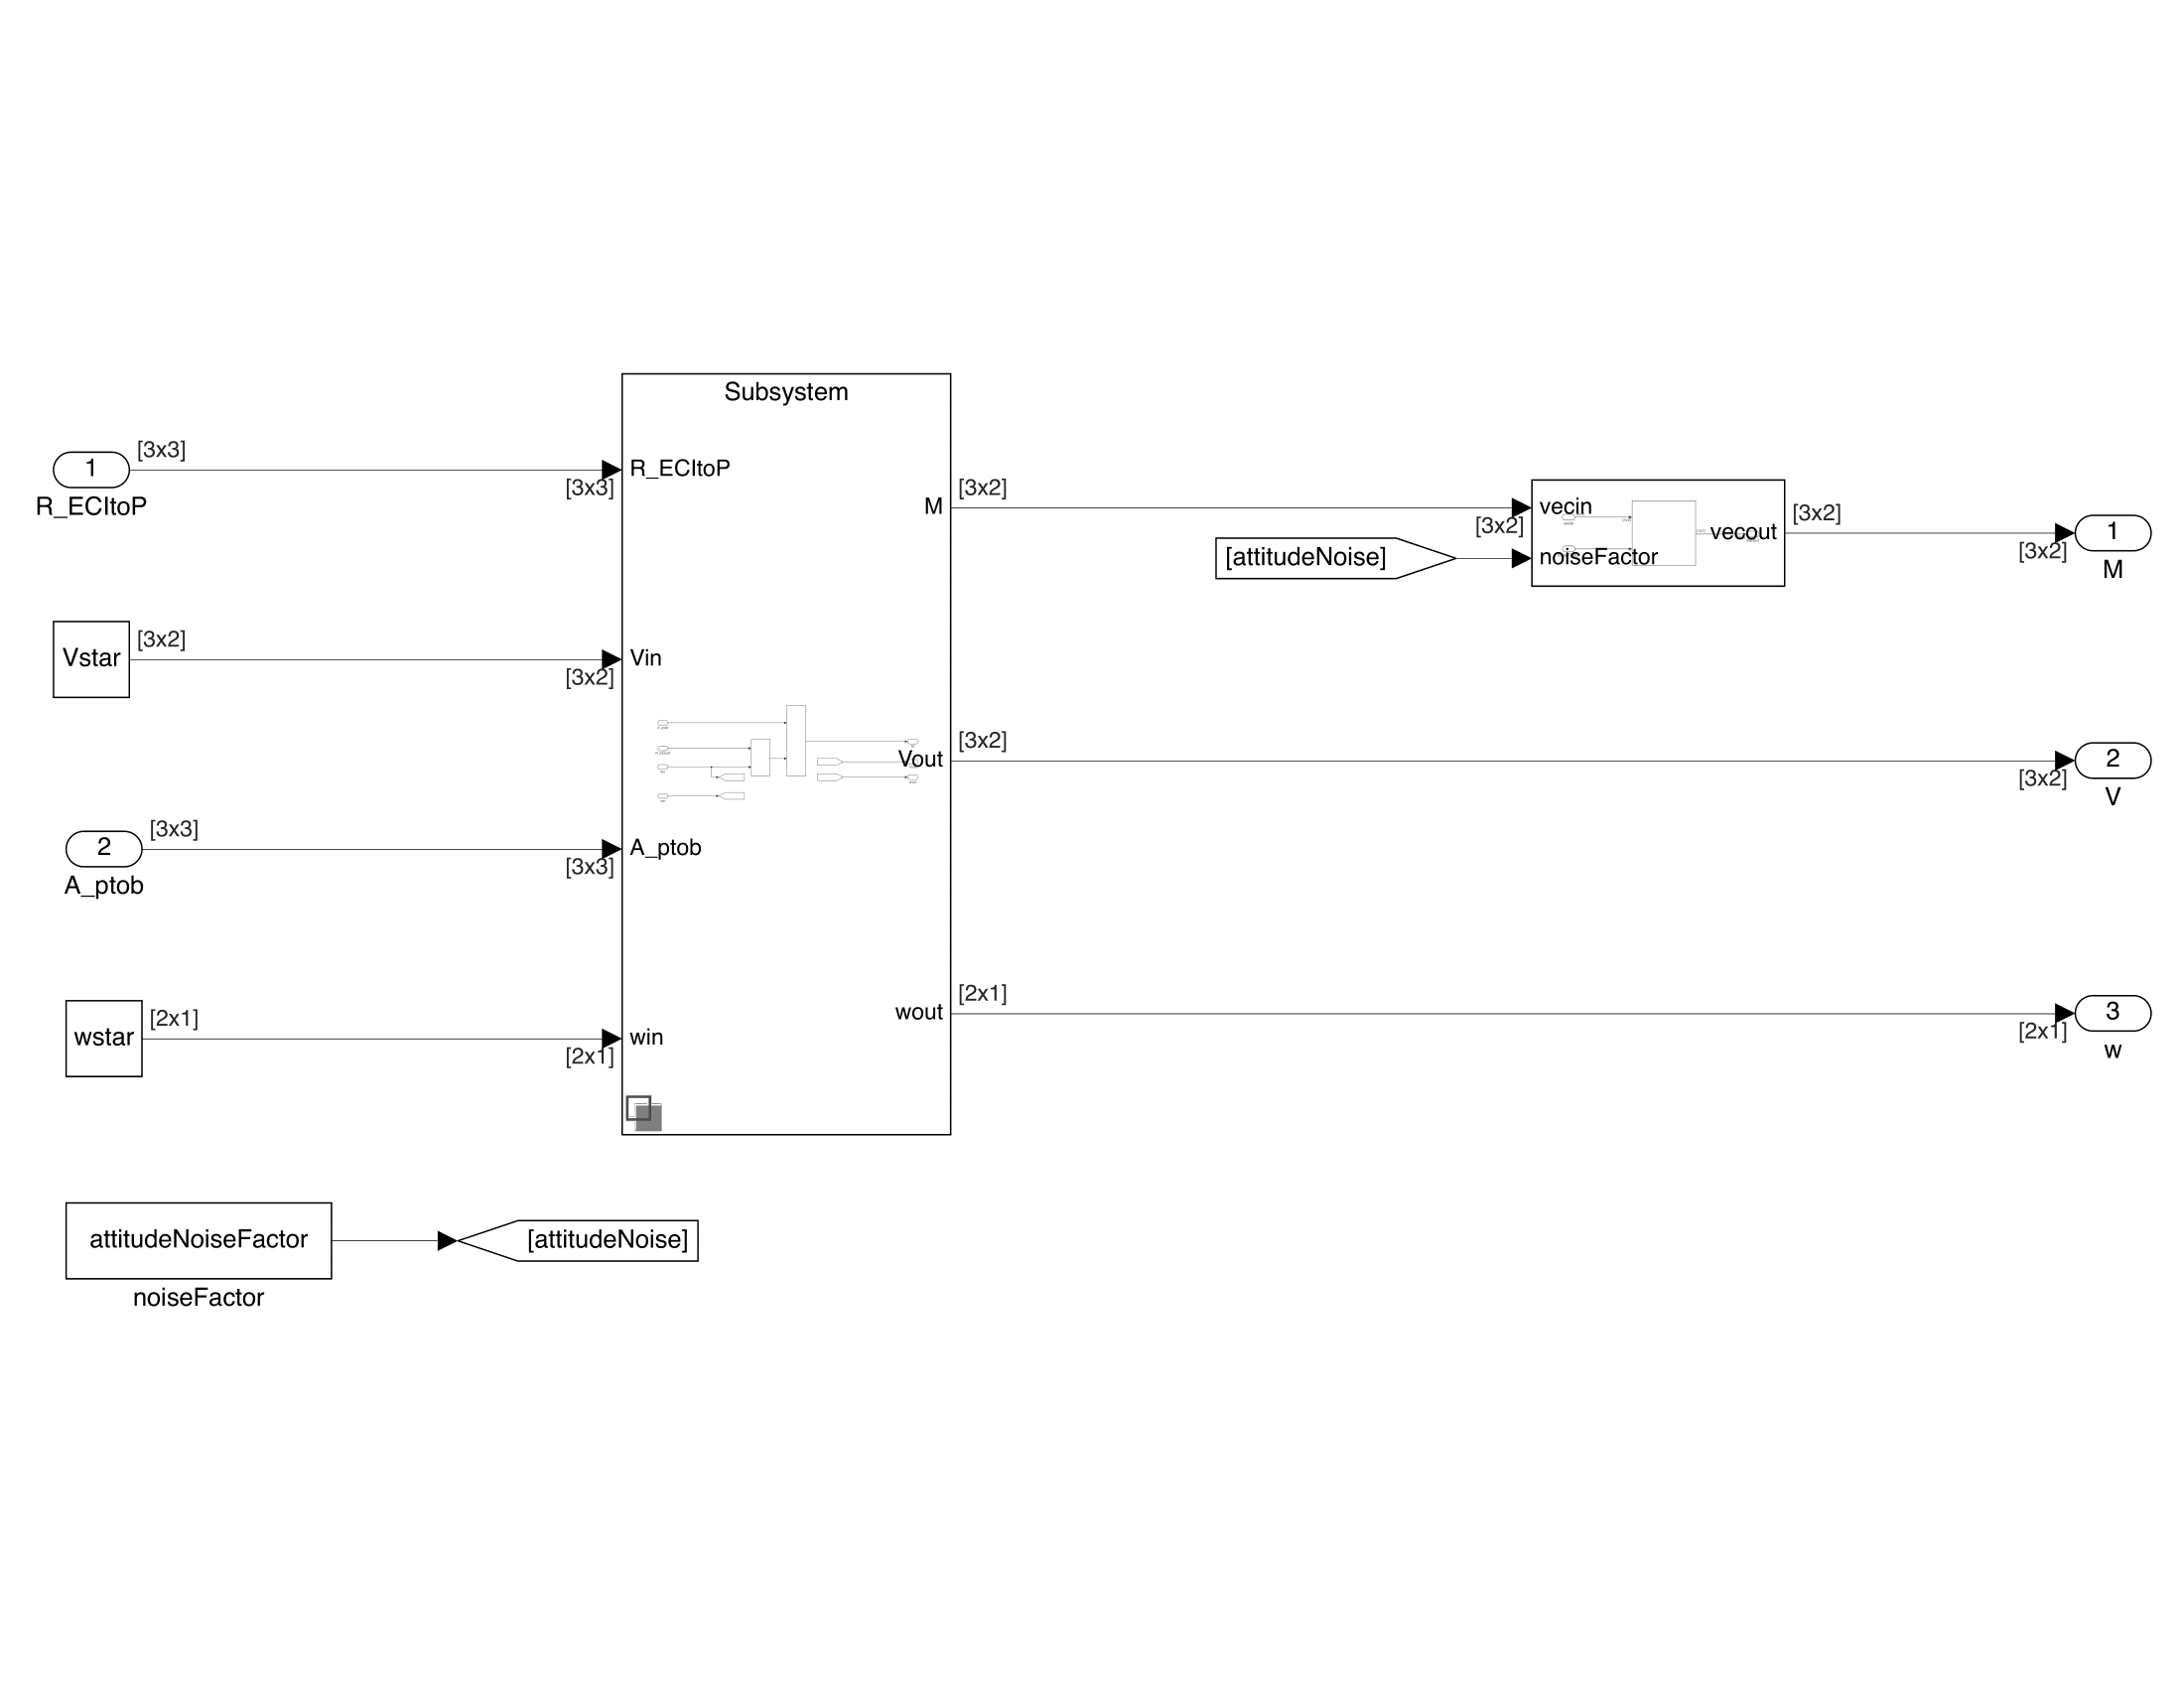 Subsystem
1
[3x3]
[3x3]
R_ECItoP
R_ECItoP
M
[3x2]
[3x2]
vecin
noiseFactor
vecout
[3x2]
[3x2]
1
M
[attitudeNoise]
Vstar
[3x2]
[3x2]
Vin
Vout
[3x2]
[3x2]
2
V
2
[3x3]
[3x3]
A_ptob
A_ptob
wstar
[2x1]
[2x1]
win
wout
[2x1]
[2x1]
3
w
attitudeNoiseFactor
[attitudeNoise]
noiseFactor